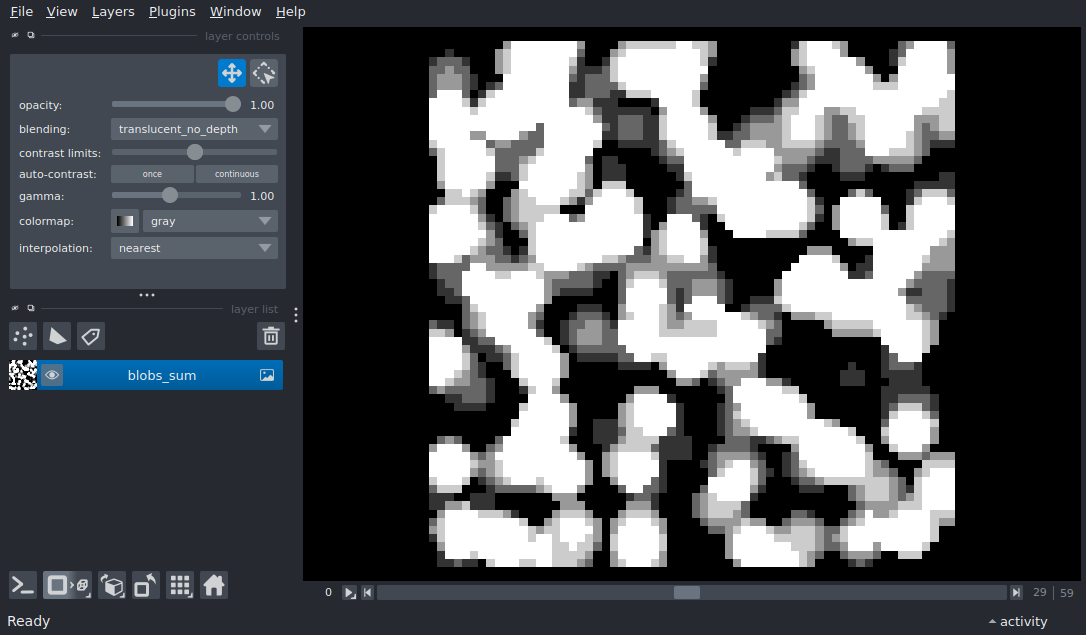 File View Layers Plugins Window Help
layer controls
opacity: 1.00
blending: translucent_no_depth
contrast limits:
auto-contrast: once continuous
gamma: 1.00
colormap: gray
interpolation: nearest
layer list
blobs_sum
0 29 59
Ready activity